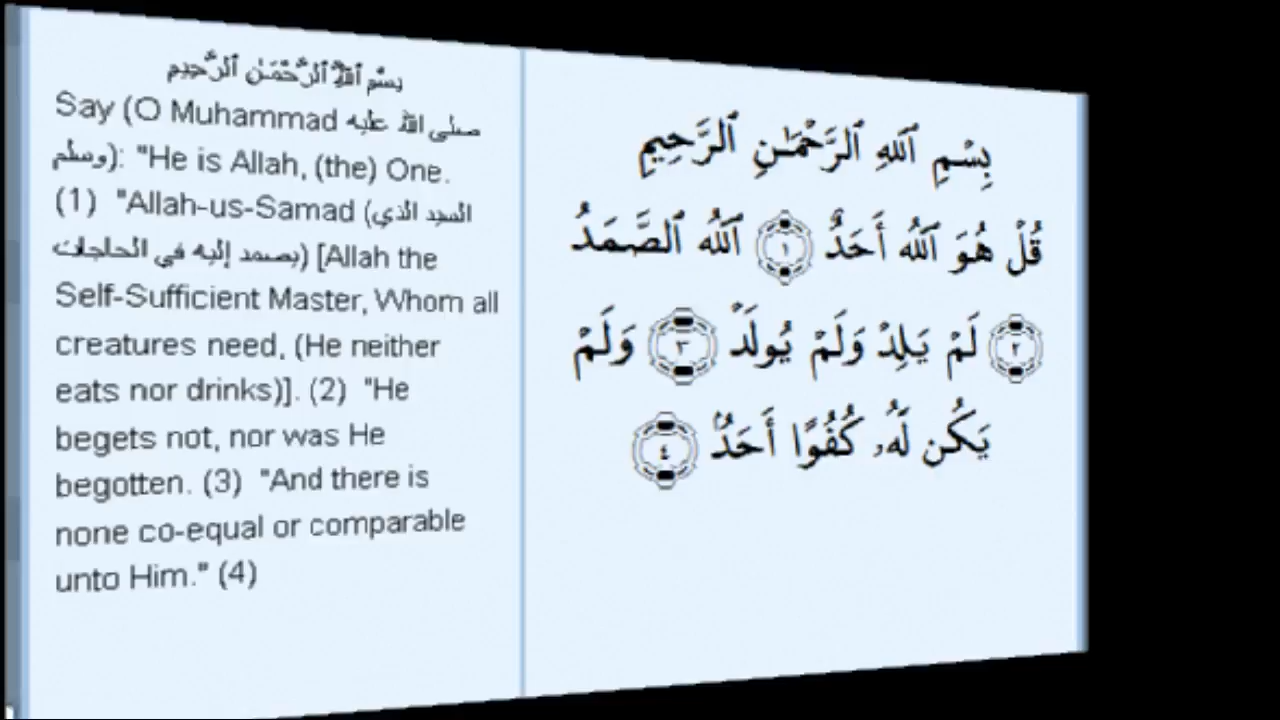 بِسْمِ ٱللَّهِ ٱلرَّحْمَـٰنِ ٱلرَّحِيمِ
Say (O Muhammad صلى الله عليه
وسلم): "He is Allah, (the) One.
(1) "Allah-us-Samad (السيد الذي
يصمد إليه في الحاجات) [Allah the
Self-Sufficient Master, Whom all
creatures need, (He neither
eats nor drinks)]. (2) "He
begets not, nor was He
begotten. (3) "And there is
none co-equal or comparable
unto Him." (4)
بِسْمِ ٱللَّهِ ٱلرَّحْمَـٰنِ ٱلرَّحِيمِ
قُلْ هُوَ ٱللَّهُ أَحَدٌ ١ ٱللَّهُ ٱلصَّمَدُ
٢ لَمْ يَلِدْ وَلَمْ يُولَدْ ٣ وَلَمْ
يَكُن لَّهُۥ كُفُوًا أَحَدٌۢ ٤